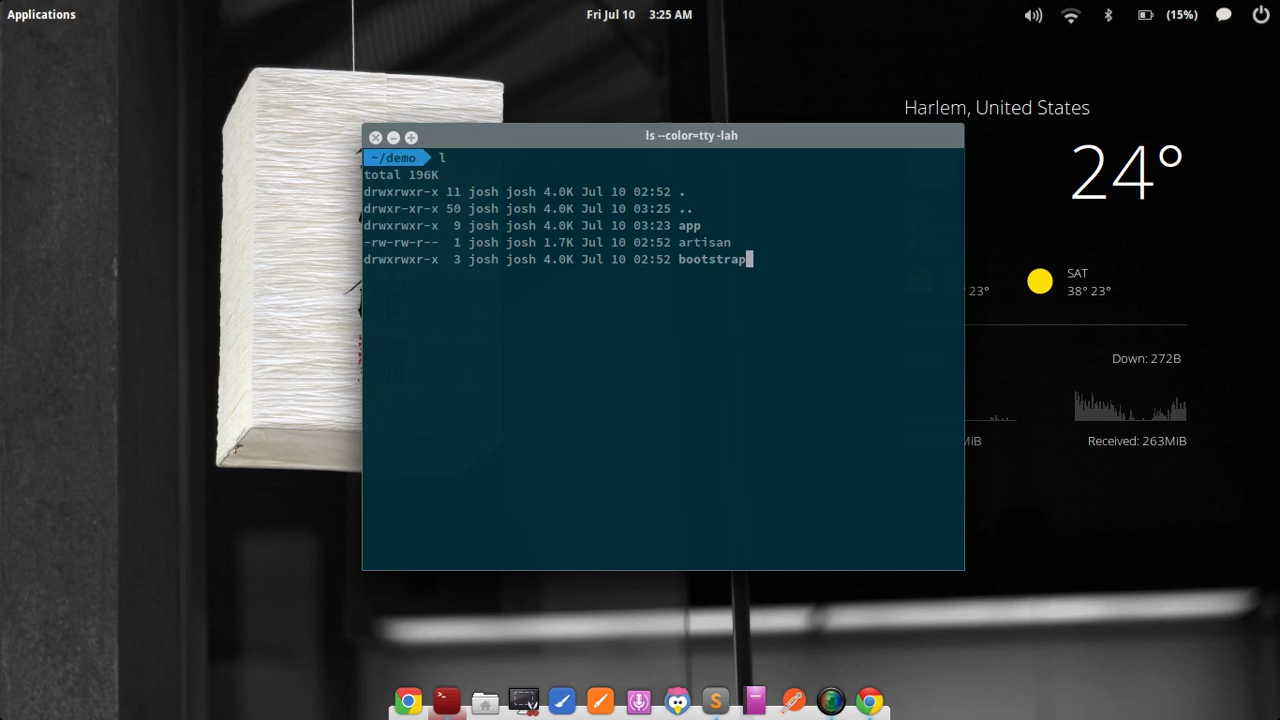 Applications
Fri Jul 10 3:25 AM
(15%)
Harlem, United States
24°
ls --color=tty -lah
~/demo l
total 196K
drwxrwxr-x 11 josh josh 4.0K Jul 10 02:52 .
drwxr-xr-x 50 josh josh 4.0K Jul 10 03:25 ..
drwxrwxr-x 9 josh josh 4.0K Jul 10 03:23 app
-rw-rw-r-- 1 josh josh 1.7K Jul 10 02:52 artisan
drwxrwxr-x 3 josh josh 4.0K Jul 10 02:52 bootstrap
SAT
23°
38° 23°
Down: 272B
MiB
Received: 263MiB
S